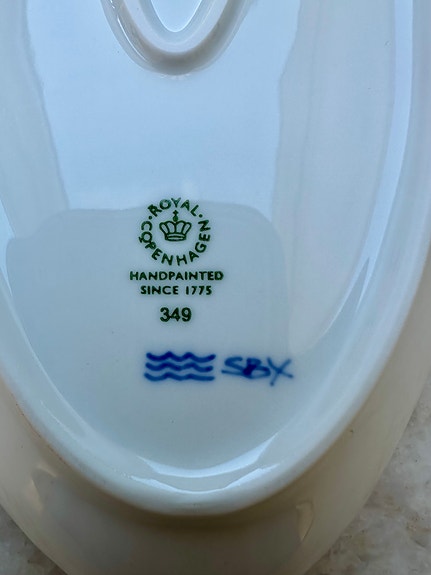 ROYAL
COPENHAGEN
HANDPAINTED
SINCE 1775
349
SBX